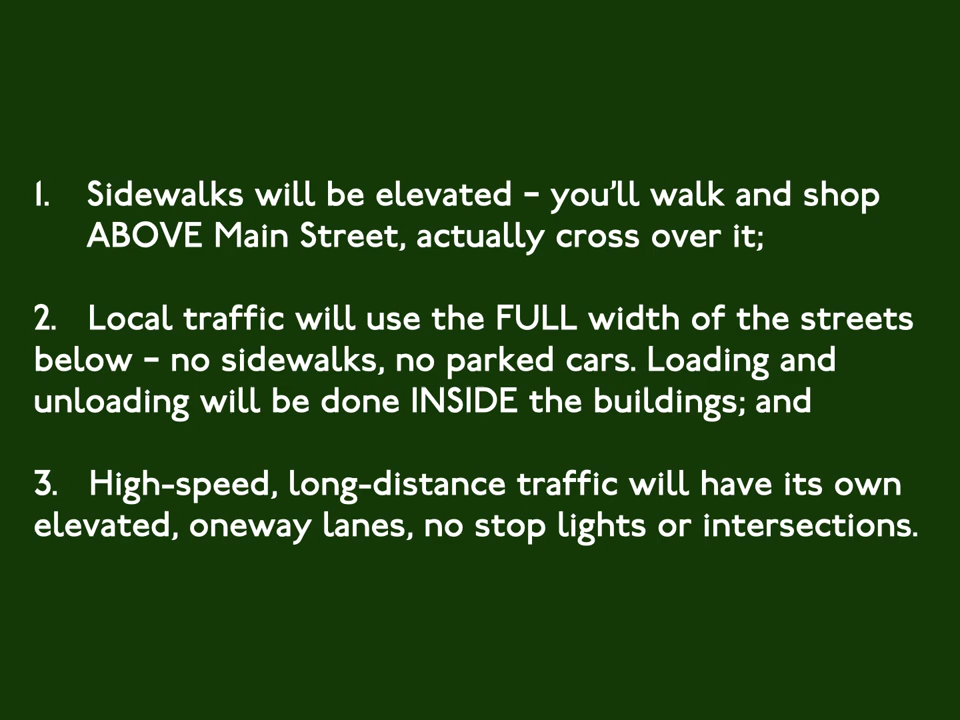 1. Sidewalks will be elevated – you’ll walk and shop
ABOVE Main Street, actually cross over it;
2. Local traffic will use the FULL width of the streets
below – no sidewalks, no parked cars. Loading and
unloading will be done INSIDE the buildings; and
3. High-speed, long-distance traffic will have its own
elevated, oneway lanes, no stop lights or intersections.